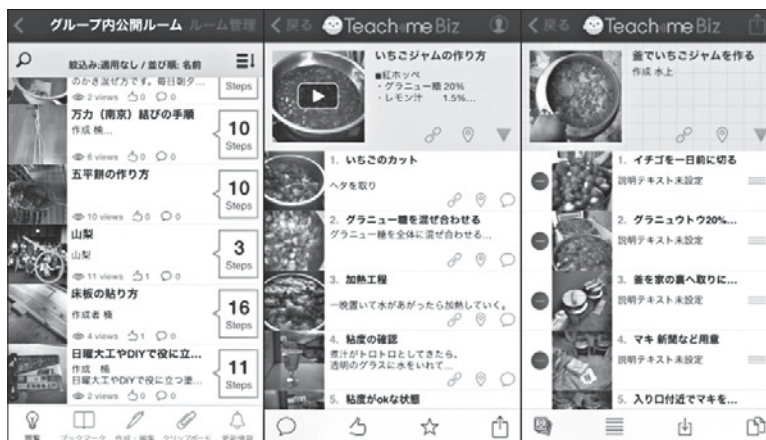 グループ内公開ルーム ルーム管理
絞込み:適用なし / 並び順: 名前
のかき混ぜ方です。毎日朝夕...
Steps
2 views 0 0
万力（南京）結びの手順
作成 楠...
10
Steps
6 views 0 0
五平餅の作り方
10
Steps
10 views 0 0
山梨
山梨
3
Steps
11 views 1 0
床板の貼り方
作成者 楠
16
Steps
4 views 1 0
日曜大工やDIYで役に立...
作成 楠
日曜大工やDIYで役に立つ塗...
11
Steps
2 views 0 0
閲覧 ブックマーク 作成・編集 クリップボード 更新情報
戻る Teach me Biz
いちごジャムの作り方
■紅ホッペ
・グラニュー糖 20%
・レモン汁 1.5%...
1. いちごのカット
ヘタを取り
2. グラニュー糖を混ぜ合わせる
グラニュー糖を全体に混ぜ合わせる...
3. 加熱工程
一晩置いて水があがったら加熱していく。
4. 粘度の確認
煮汁がトロトロとしてきたら、
透明のグラスに水をいれて...
5. 粘度がokな状態
戻る Teach me Biz
釜でいちごジャムを作る
作成 水上
1. イチゴを一日前に切る
説明テキスト未設定
2. グラニュウトウ20%...
説明テキスト未設定
3. 釜を家の裏へ取りに...
説明テキスト未設定
4. マキ 新聞など用意
説明テキスト未設定
5. 入り口付近でマキを...